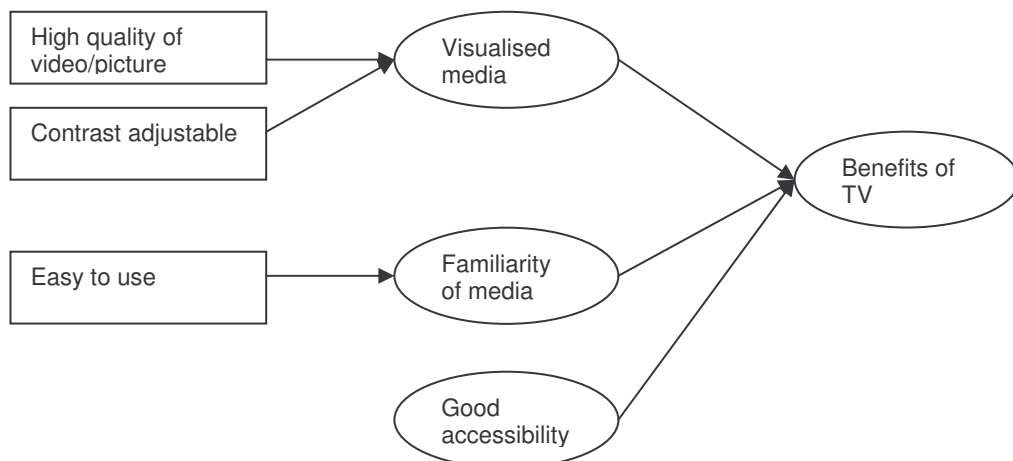 High quality of
video/picture
Visualised
media
Contrast adjustable
Benefits of
TV
Easy to use
Familiarity
of media
Good
accessibility